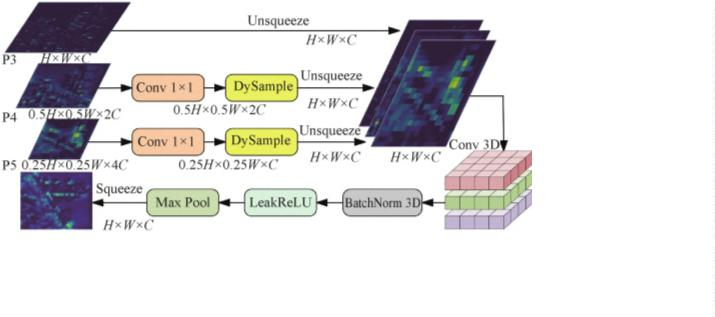 Unsqueeze
H×W×C
P3 H×W×C
Conv 1×1 DySample Unsqueeze
0.5H×0.5W×2C H×W×C
P4 0.5H×0.5W×2C
Conv 1×1 DySample Unsqueeze
P5 0.25H×0.25W×4C 0.25H×0.25W×C H×W×C H×W×C
Conv 3D
Squeeze Max Pool LeakReLU BatchNorm 3D
H×W×C